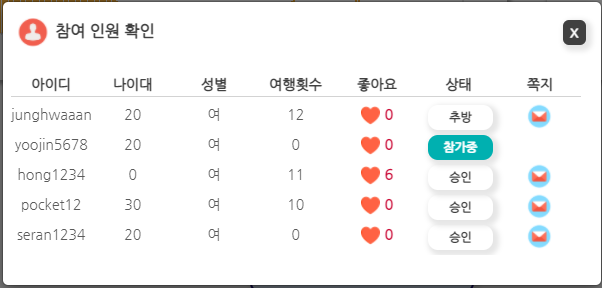 참여 인원 확인 X
아이디 나이대 성별 여행횟수 좋아요 상태 쪽지
junghwaaan 20 여 12 0 추방
yoojin5678 20 여 0 0 참가중
hong1234 0 여 11 6 승인
pocket12 30 여 10 0 승인
seran1234 20 여 0 0 승인